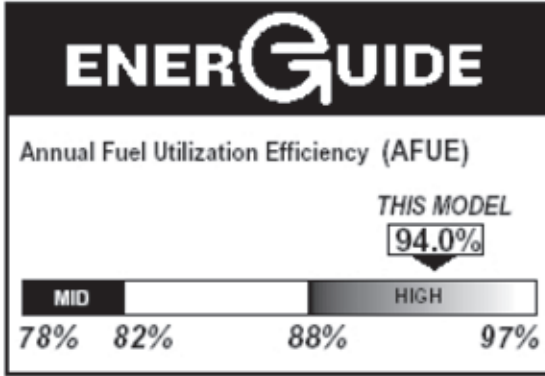 ENERGUIDE
Annual Fuel Utilization Efficiency (AFUE)
THIS MODEL
94.0%
MID HIGH
78% 82% 88% 97%